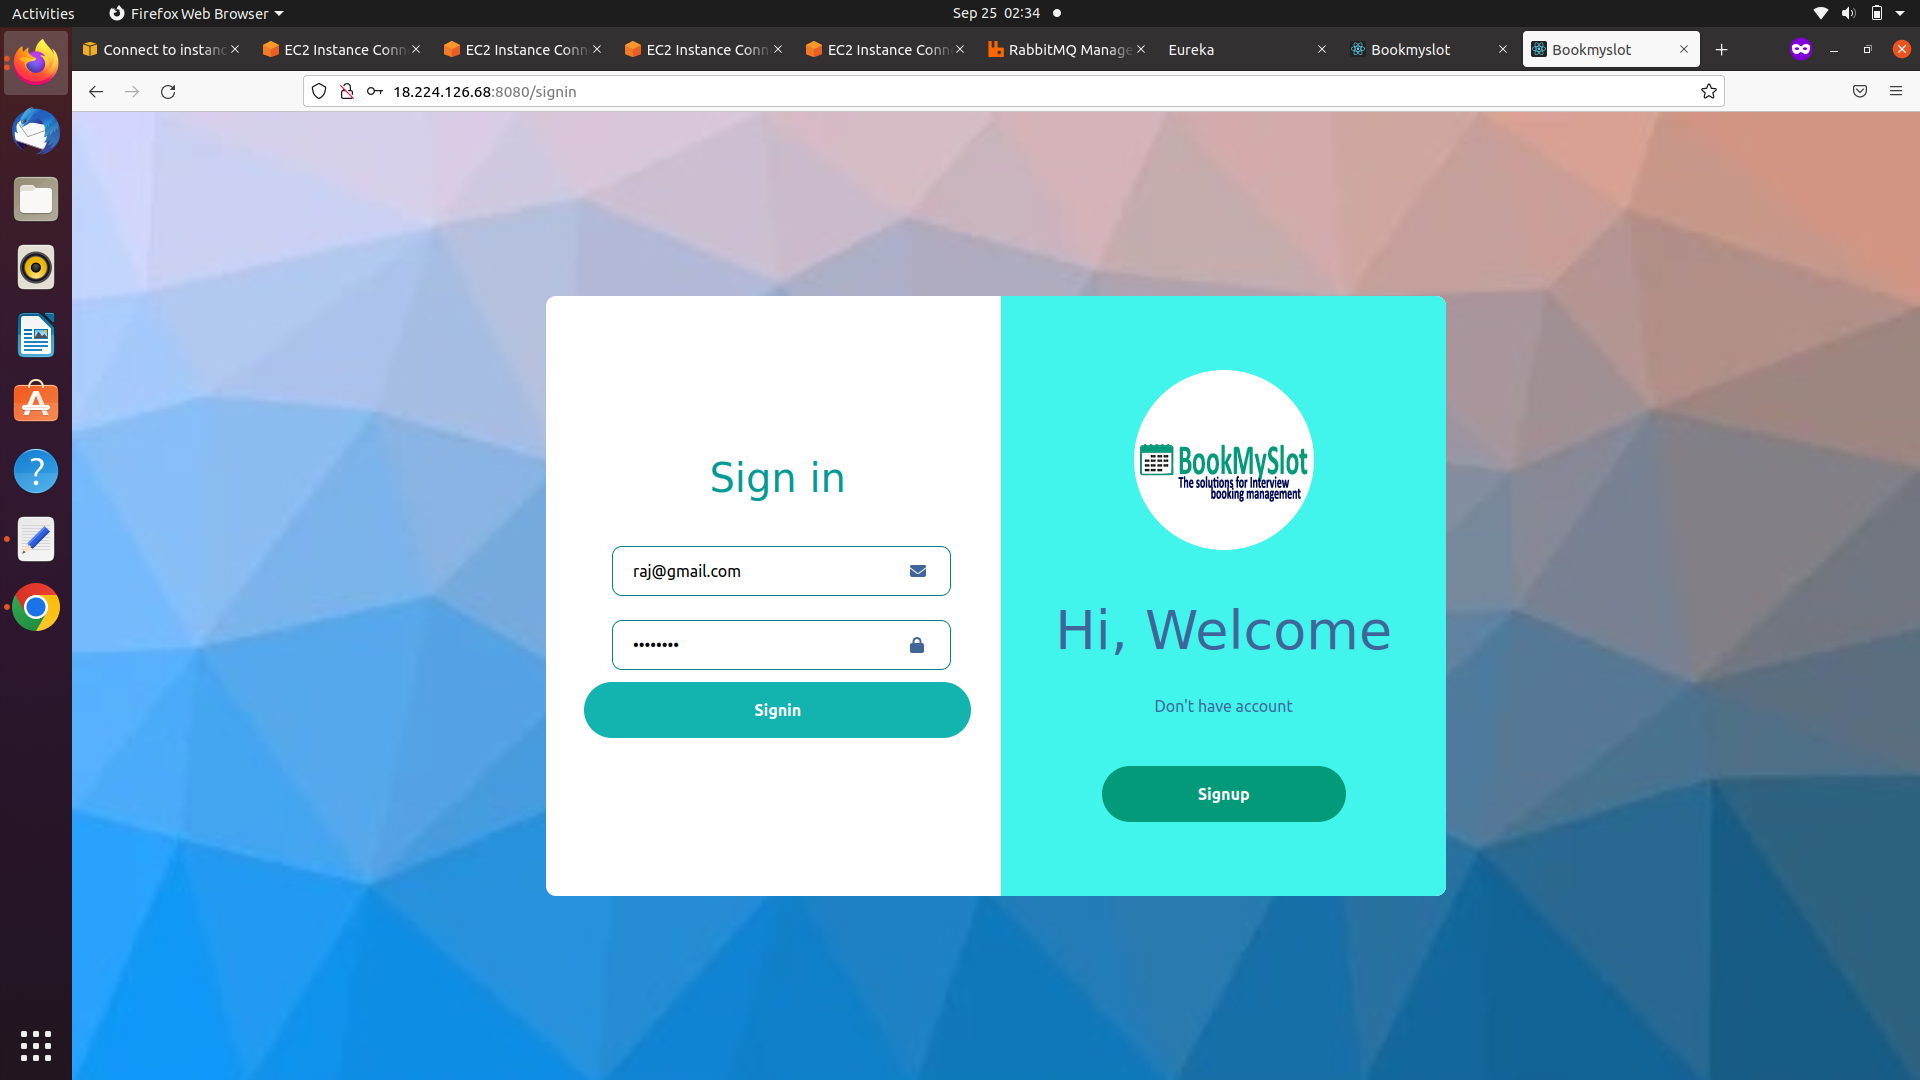 Activities
Firefox Web Browser
Sep 25 02:34
Connect to instanc
EC2 Instance Conn
EC2 Instance Conn
EC2 Instance Conn
EC2 Instance Conn
RabbitMQ Manage
Eureka
Bookmyslot
Bookmyslot
18.224.126.68:8080/signin
Sign in
raj@gmail.com
••••••••
Signin
BookMySlot
The solutions for Interview
booking management
Hi, Welcome
Don't have account
Signup